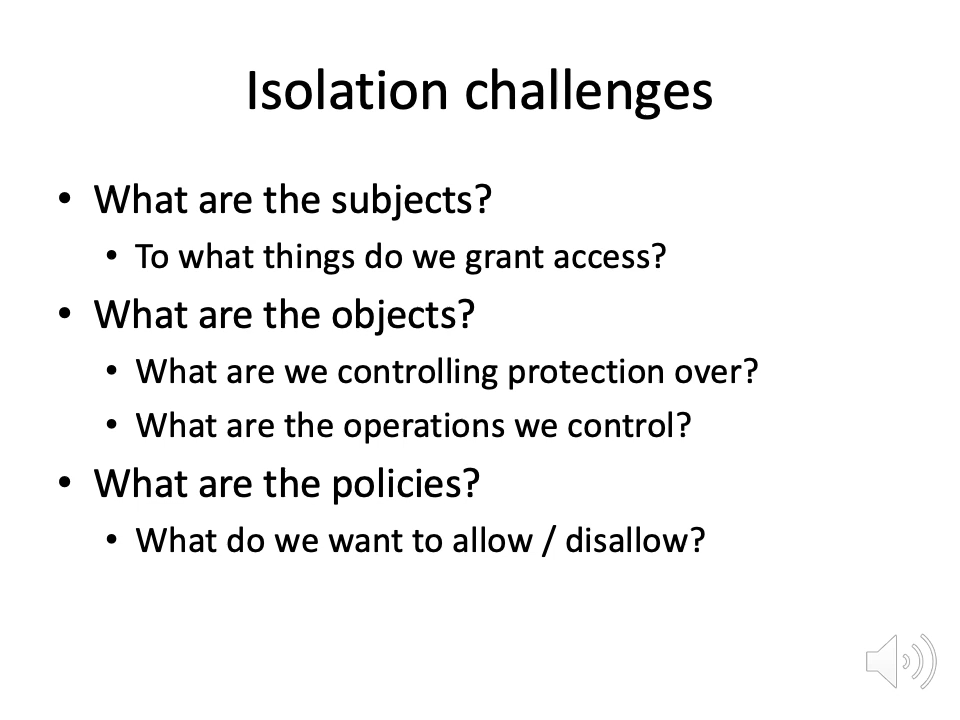 Isolation challenges
• What are the subjects?
• To what things do we grant access?
• What are the objects?
• What are we controlling protection over?
• What are the operations we control?
• What are the policies?
• What do we want to allow / disallow?